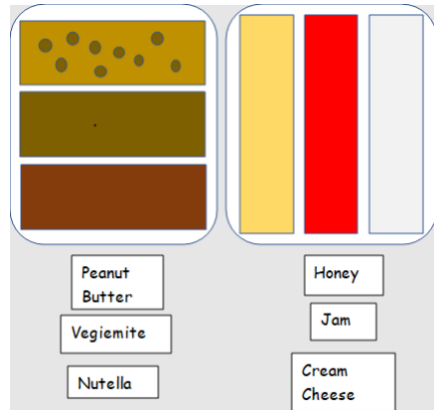 Peanut
Butter
Vegiemite
Nutella
Honey
Jam
Cream
Cheese